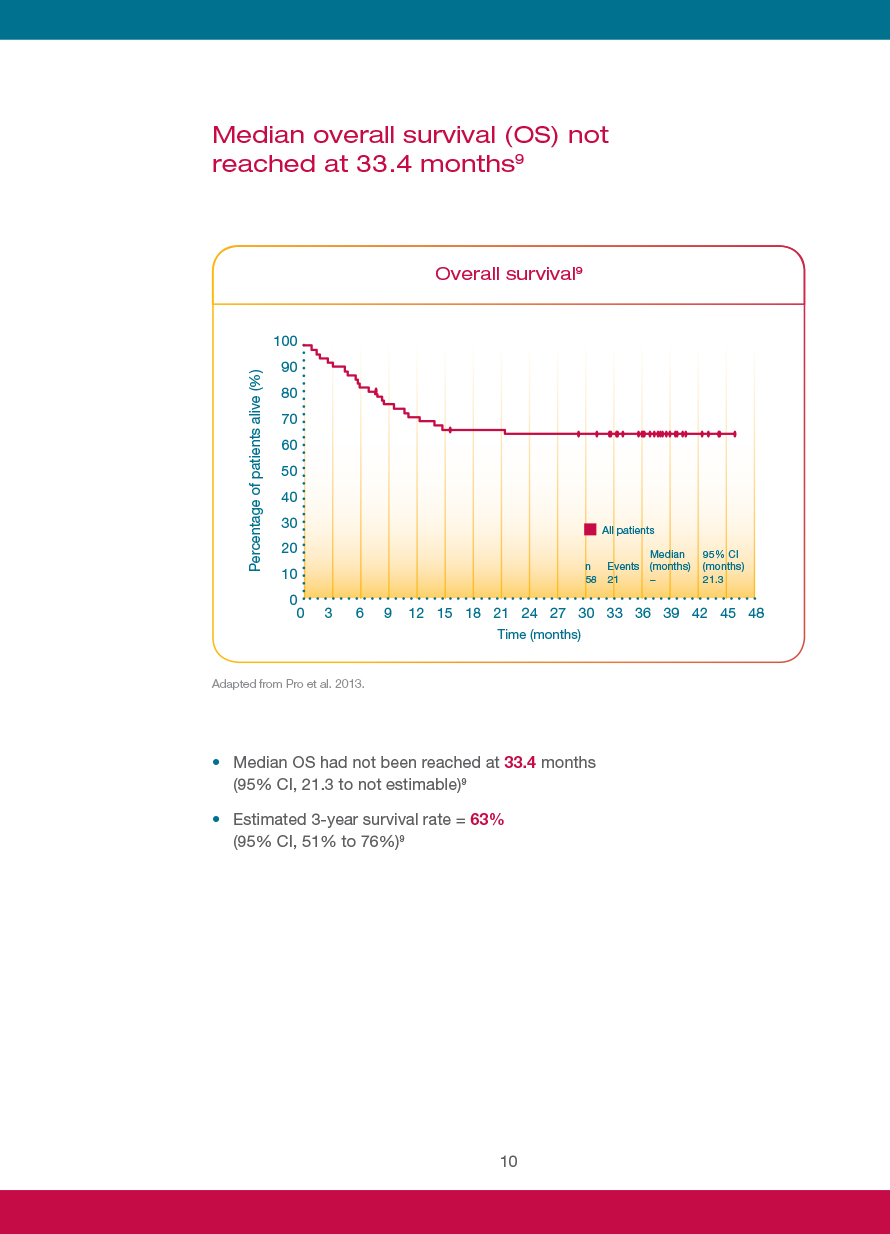 Median overall survival (OS) not
reached at 33.4 months⁹
Overall survival⁹
Percentage of patients alive (%)
100
90
80
70
60
50
40
30
20
10
0
0 3 6 9 12 15 18 21 24 27 30 33 36 39 42 45 48
Time (months)
All patients
n Events Median (months) 95% CI (months)
58 21 – 21.3
Adapted from Pro et al. 2013.
• Median OS had not been reached at 33.4 months
(95% CI, 21.3 to not estimable)⁹
• Estimated 3-year survival rate = 63%
(95% CI, 51% to 76%)⁹
10